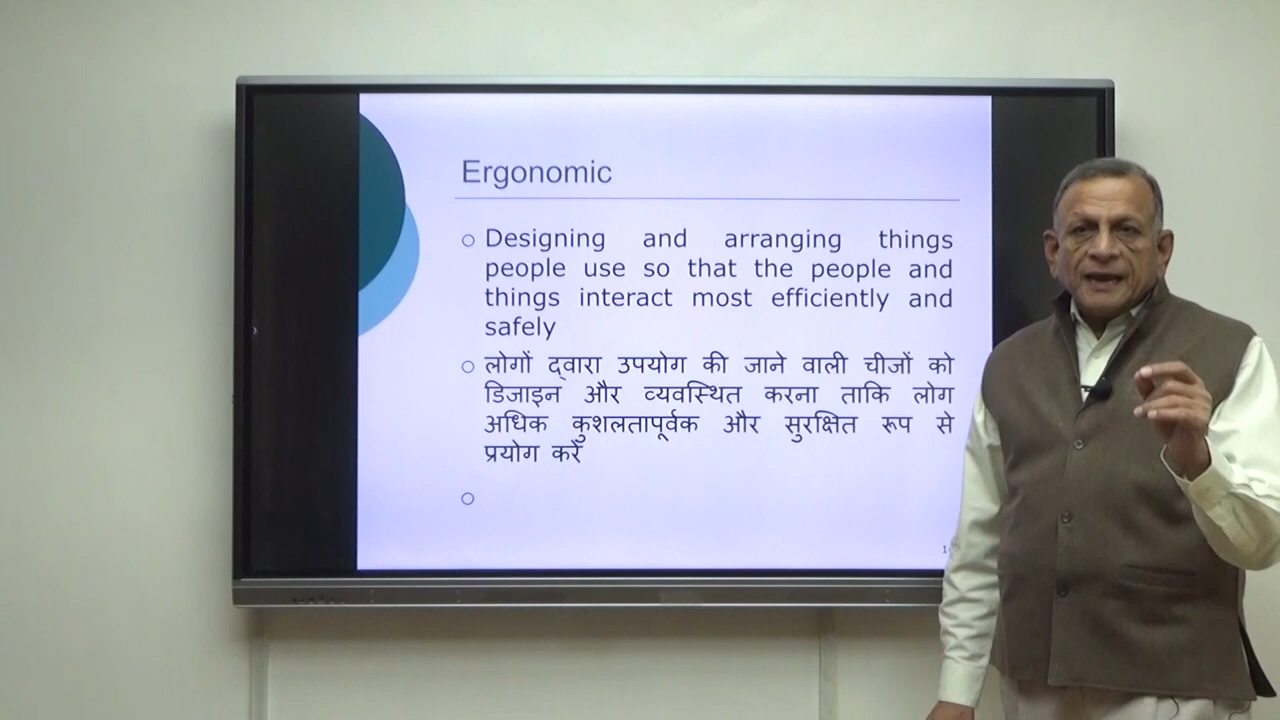 Ergonomic
Designing and arranging things
people use so that the people and
things interact most efficiently and
safely
लोगों द्वारा उपयोग की जाने वाली चीजों को
डिजाइन और व्यवस्थित करना ताकि लोग
अधिक कुशलतापूर्वक और सुरक्षित रूप से
प्रयोग करें